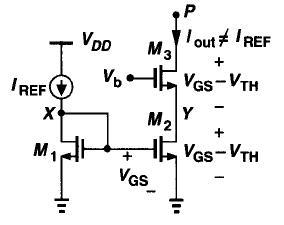 P
V_DD
I_out ≠ I_REF
M_3
+
I_REF
V_b
V_GS − V_TH
−
X
Y
M_2
+
M_1
+
V_GS − V_TH
V_GS
−
−